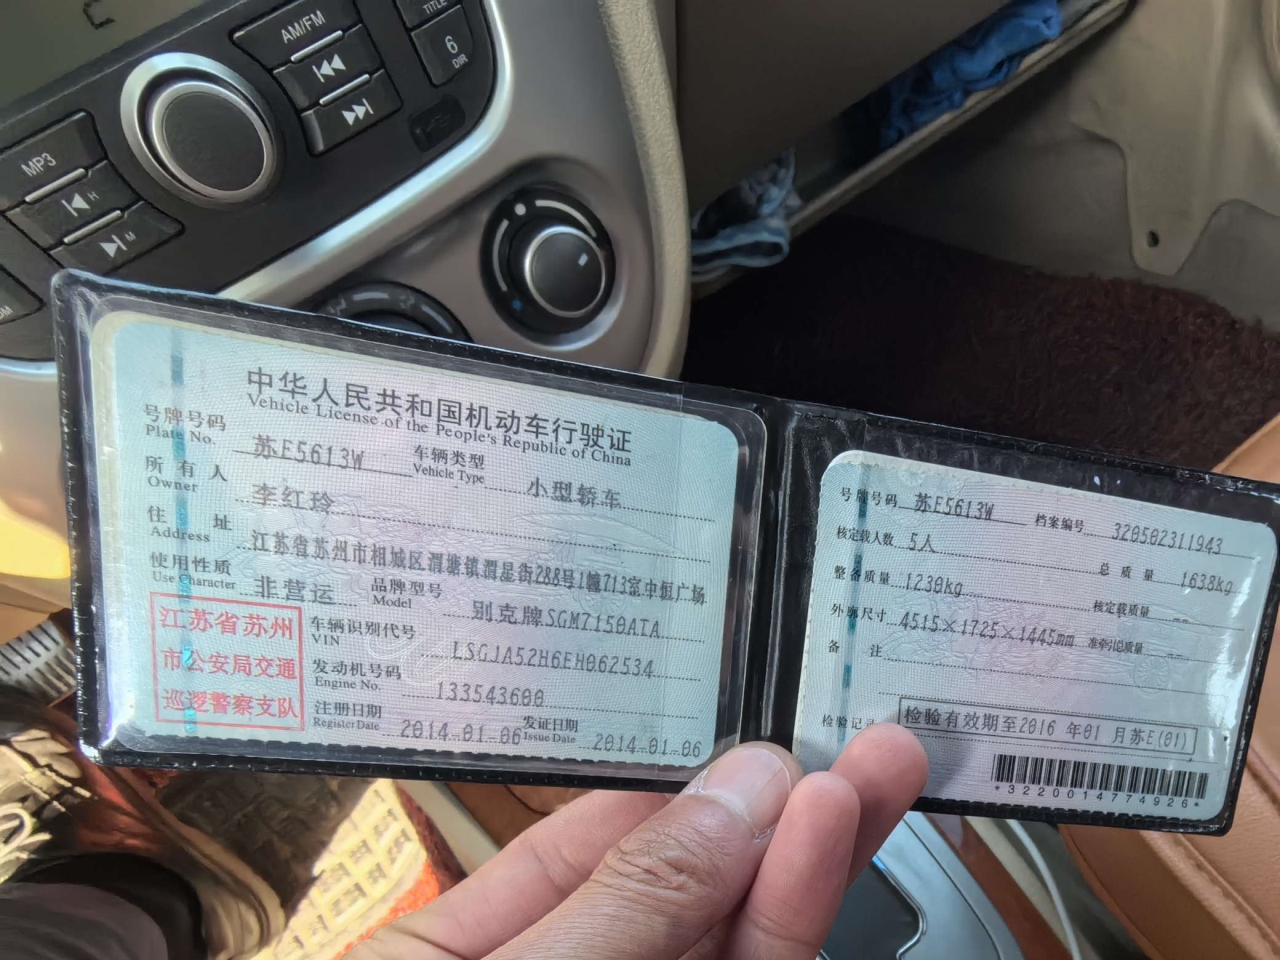 C
AM/FM
TITLE
6
DIR
MP3
H
M
中华人民共和国机动车行驶证
Vehicle License of the People's Republic of China
号牌号码 苏E5613W 车辆类型 小型轿车
Plate No. Vehicle Type
所有人 李红玲
Owner
住址 江苏省苏州市相城区渭塘镇渭星街288号1幢713室中恒广场
Address
使用性质 非营运 品牌型号 别克牌SGM7150ATA
Use Character Model
江苏省苏州
市公安局交通
巡逻警察支队
车辆识别代号 LSGJA52H6EH062534
VIN
发动机号码 133543600
Engine No.
注册日期 2014-01-06 发证日期 2014-01-06
Register Date Issue Date
号牌号码 苏E5613W 档案编号 320502311943
核定载人数 5人 总质量 1638kg
整备质量 1230kg 核定载质量 --
外廓尺寸 4515×1725×1445mm 准牵引总质量 --
备注
检验记录 检验有效期至2016年01月苏E(01)
*3220014774926*